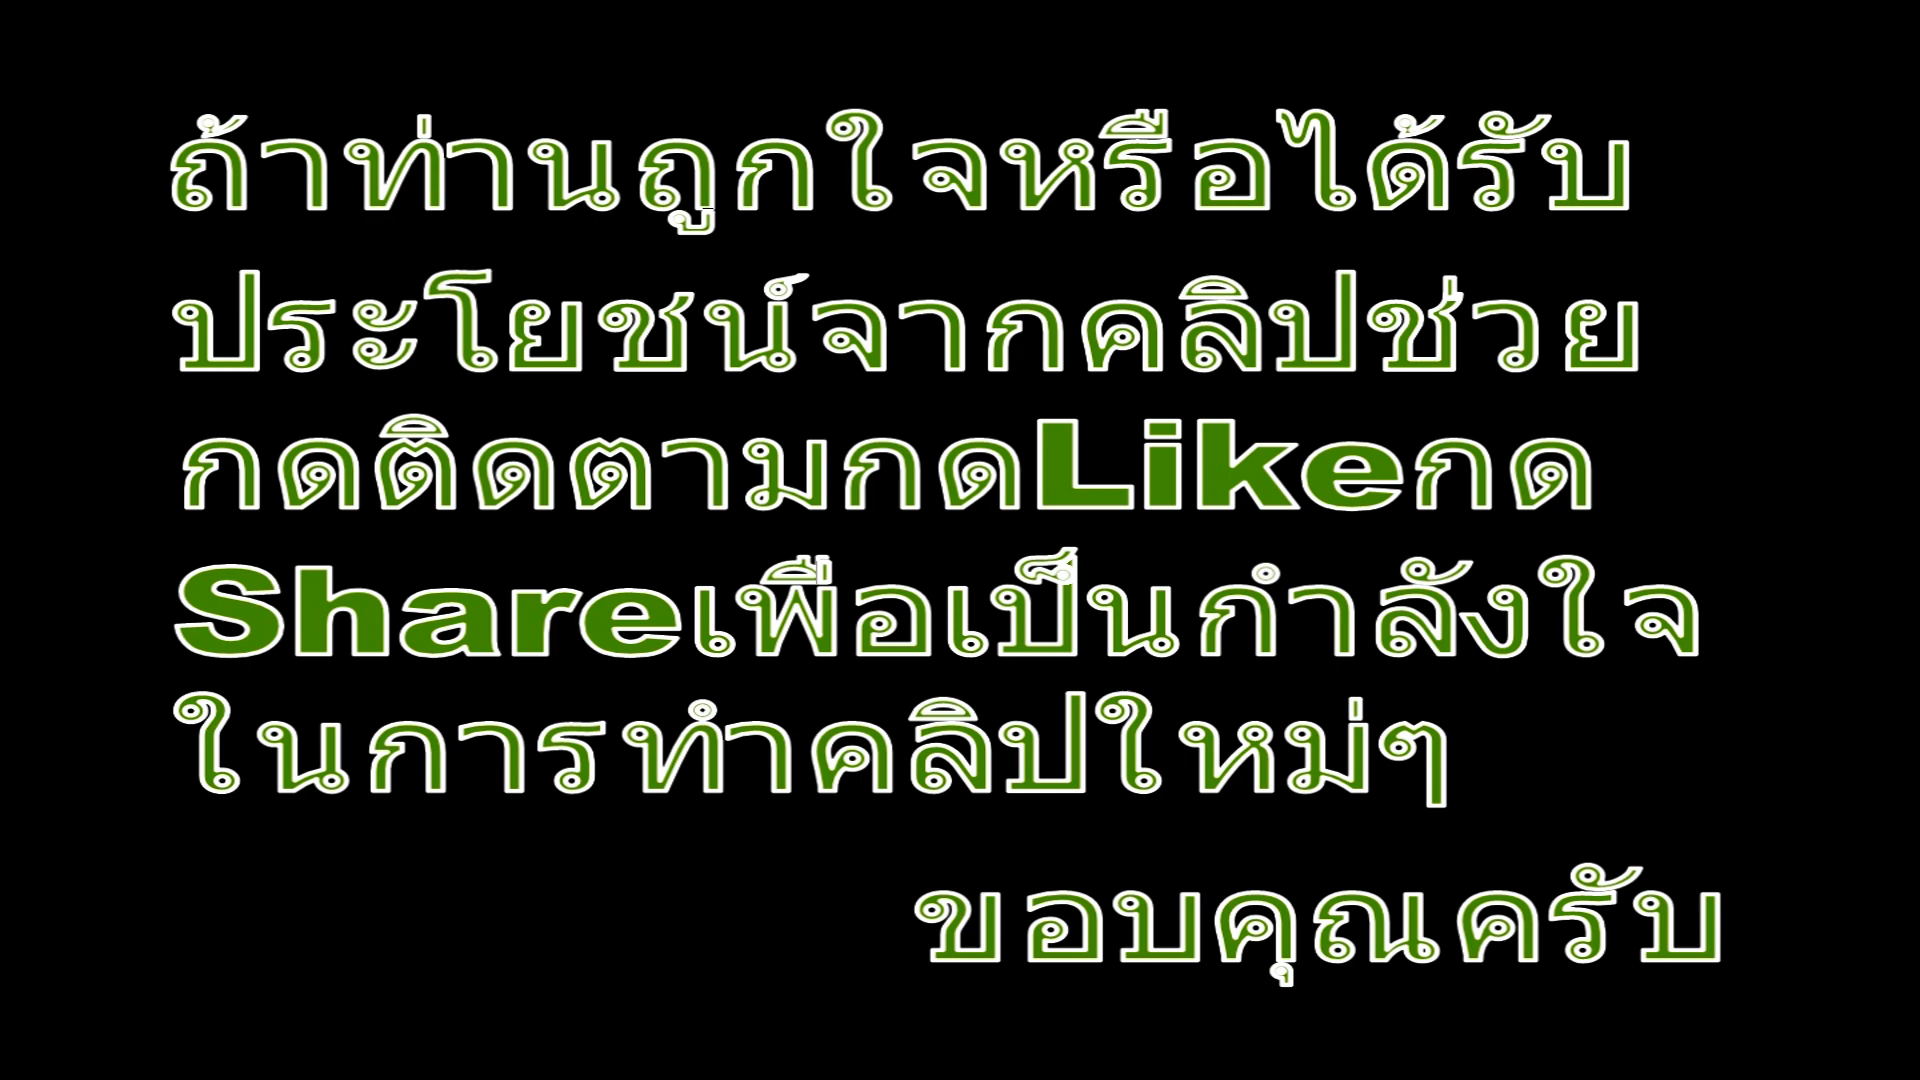 ถ้าท่านถูกใจหรือได้รับ
ประโยชน์จากคลิปช่วย
กดติดตามกดLikeกด
Shareเพื่อเป็นกำลังใจ
ในการทำคลิปใหม่ๆ
ขอบคุณครับ